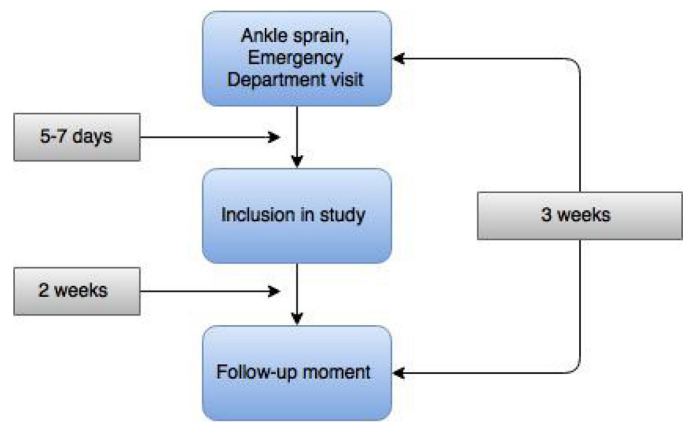 Ankle sprain,
Emergency
Department visit
5-7 days
Inclusion in study
3 weeks
2 weeks
Follow-up moment